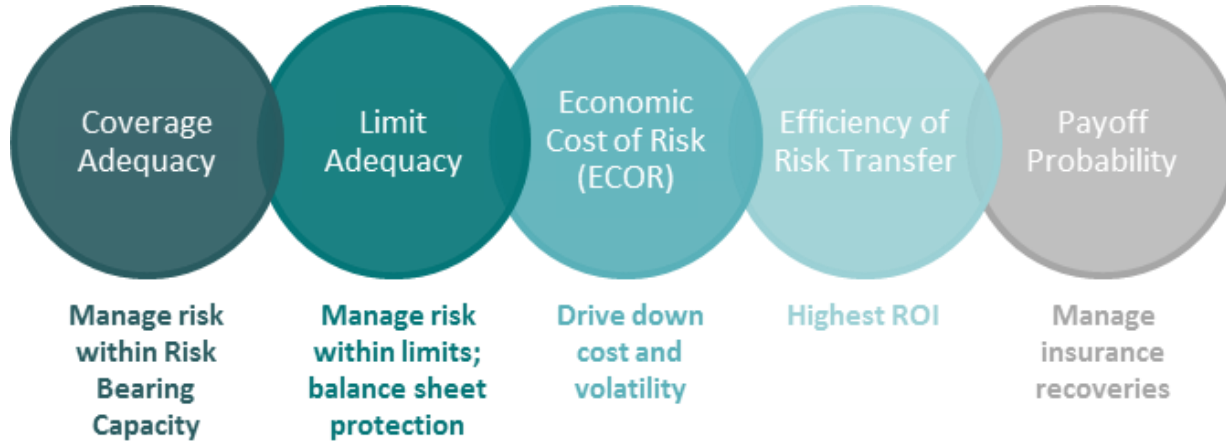 Coverage
Adequacy
Limit
Adequacy
Economic
Cost of Risk
(ECOR)
Efficiency of
Risk Transfer
Payoff
Probability
Manage risk
within Risk
Bearing
Capacity
Manage risk
within limits;
balance sheet
protection
Drive down
cost and
volatility
Highest ROI
Manage
insurance
recoveries